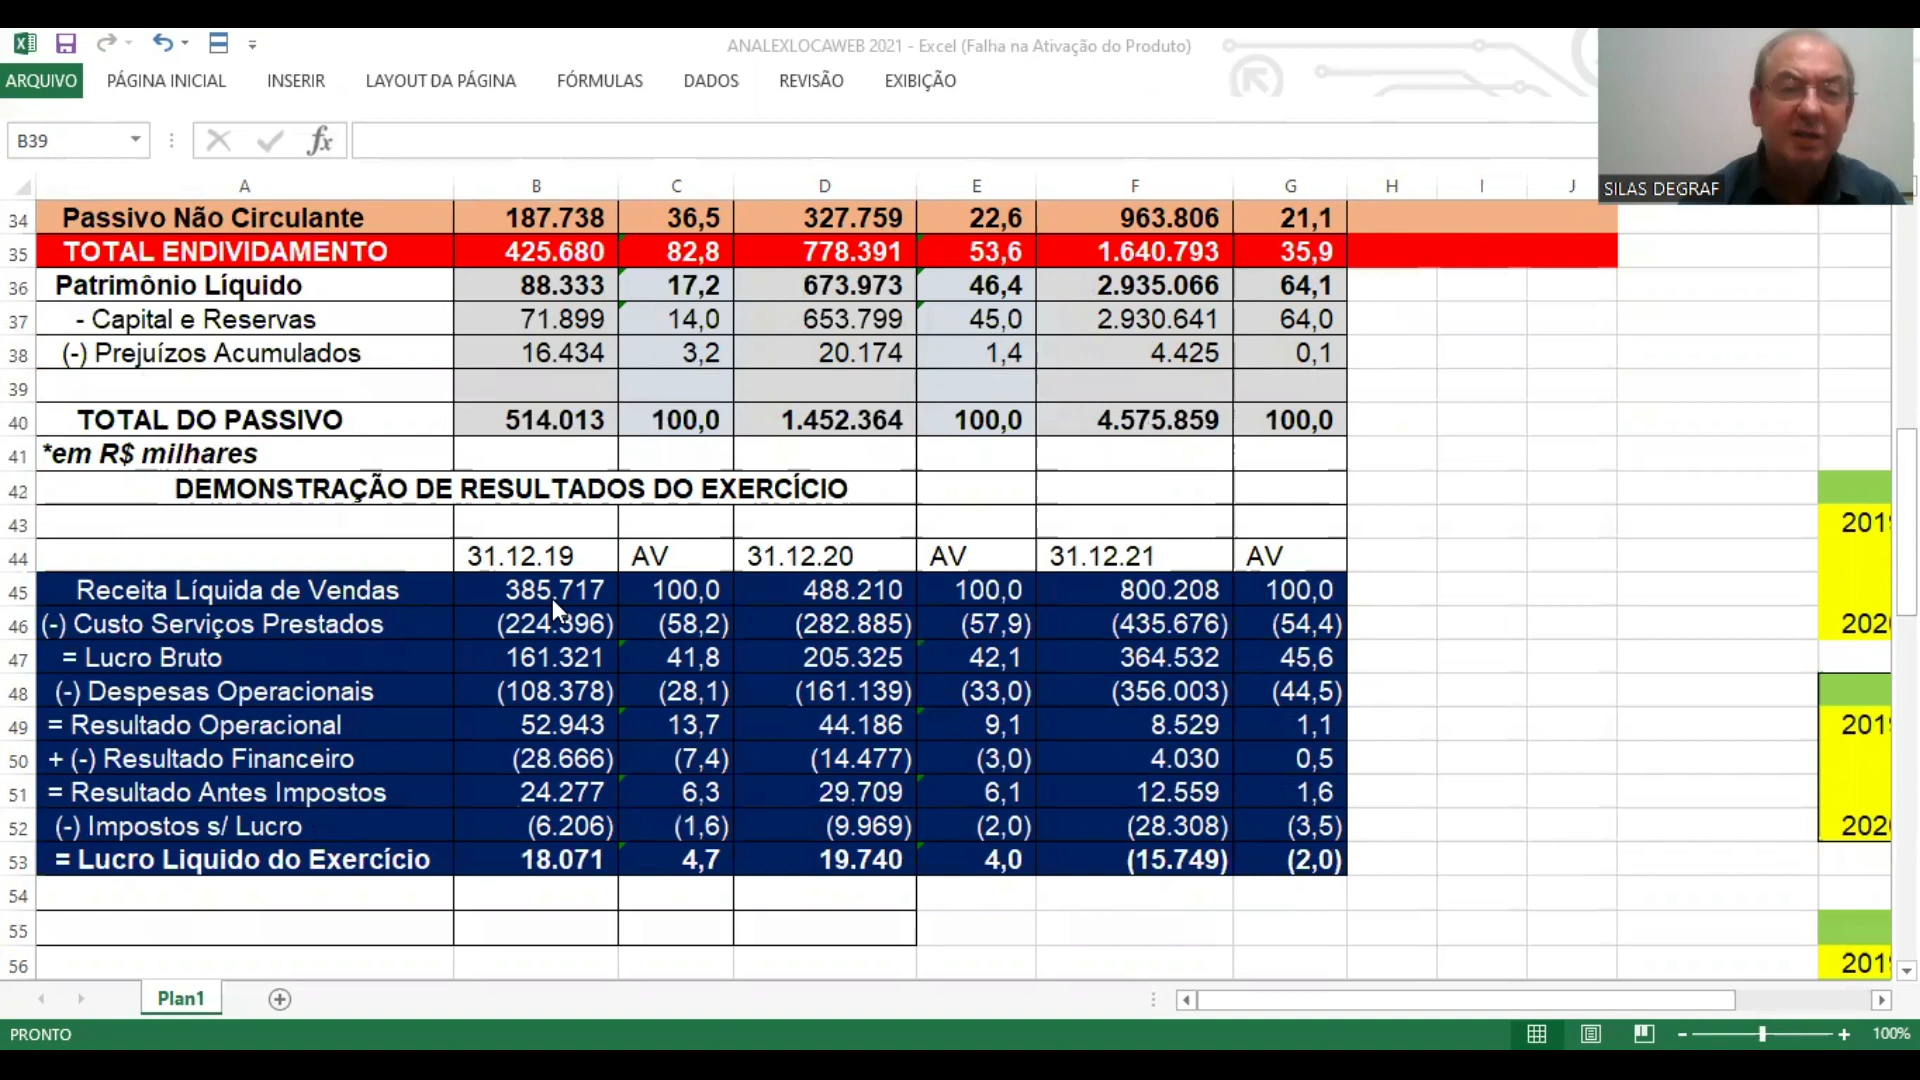 ANALEXLOCAWEB 2021 - Excel (Falha na Ativação do Produto)
ARQUIVO PÁGINA INICIAL INSERIR LAYOUT DA PÁGINA FÓRMULAS DADOS REVISÃO EXIBIÇÃO
B39 fx
SILAS DEGRAF
A B C D E F G H I J
34 Passivo Não Circulante 187.738 36,5 327.759 22,6 963.806 21,1
35 TOTAL ENDIVIDAMENTO 425.680 82,8 778.391 53,6 1.640.793 35,9
36 Patrimônio Líquido 88.333 17,2 673.973 46,4 2.935.066 64,1
37 - Capital e Reservas 71.899 14,0 653.799 45,0 2.930.641 64,0
38 (-) Prejuízos Acumulados 16.434 3,2 20.174 1,4 4.425 0,1
39
40 TOTAL DO PASSIVO 514.013 100,0 1.452.364 100,0 4.575.859 100,0
41 *em R$ milhares
42 DEMONSTRAÇÃO DE RESULTADOS DO EXERCÍCIO
43 2019
44 31.12.19 AV 31.12.20 AV 31.12.21 AV
45 Receita Líquida de Vendas 385.717 100,0 488.210 100,0 800.208 100,0
46 (-) Custo Serviços Prestados (224.396) (58,2) (282.885) (57,9) (435.676) (54,4) 202
47 = Lucro Bruto 161.321 41,8 205.325 42,1 364.532 45,6
48 (-) Despesas Operacionais (108.378) (28,1) (161.139) (33,0) (356.003) (44,5)
49 = Resultado Operacional 52.943 13,7 44.186 9,1 8.529 1,1 201
50 + (-) Resultado Financeiro (28.666) (7,4) (14.477) (3,0) 4.030 0,5
51 = Resultado Antes Impostos 24.277 6,3 29.709 6,1 12.559 1,6
52 (-) Impostos s/ Lucro (6.206) (1,6) (9.969) (2,0) (28.308) (3,5) 202
53 = Lucro Liquido do Exercício 18.071 4,7 19.740 4,0 (15.749) (2,0)
54
55
56 201
Plan1
PRONTO 100%